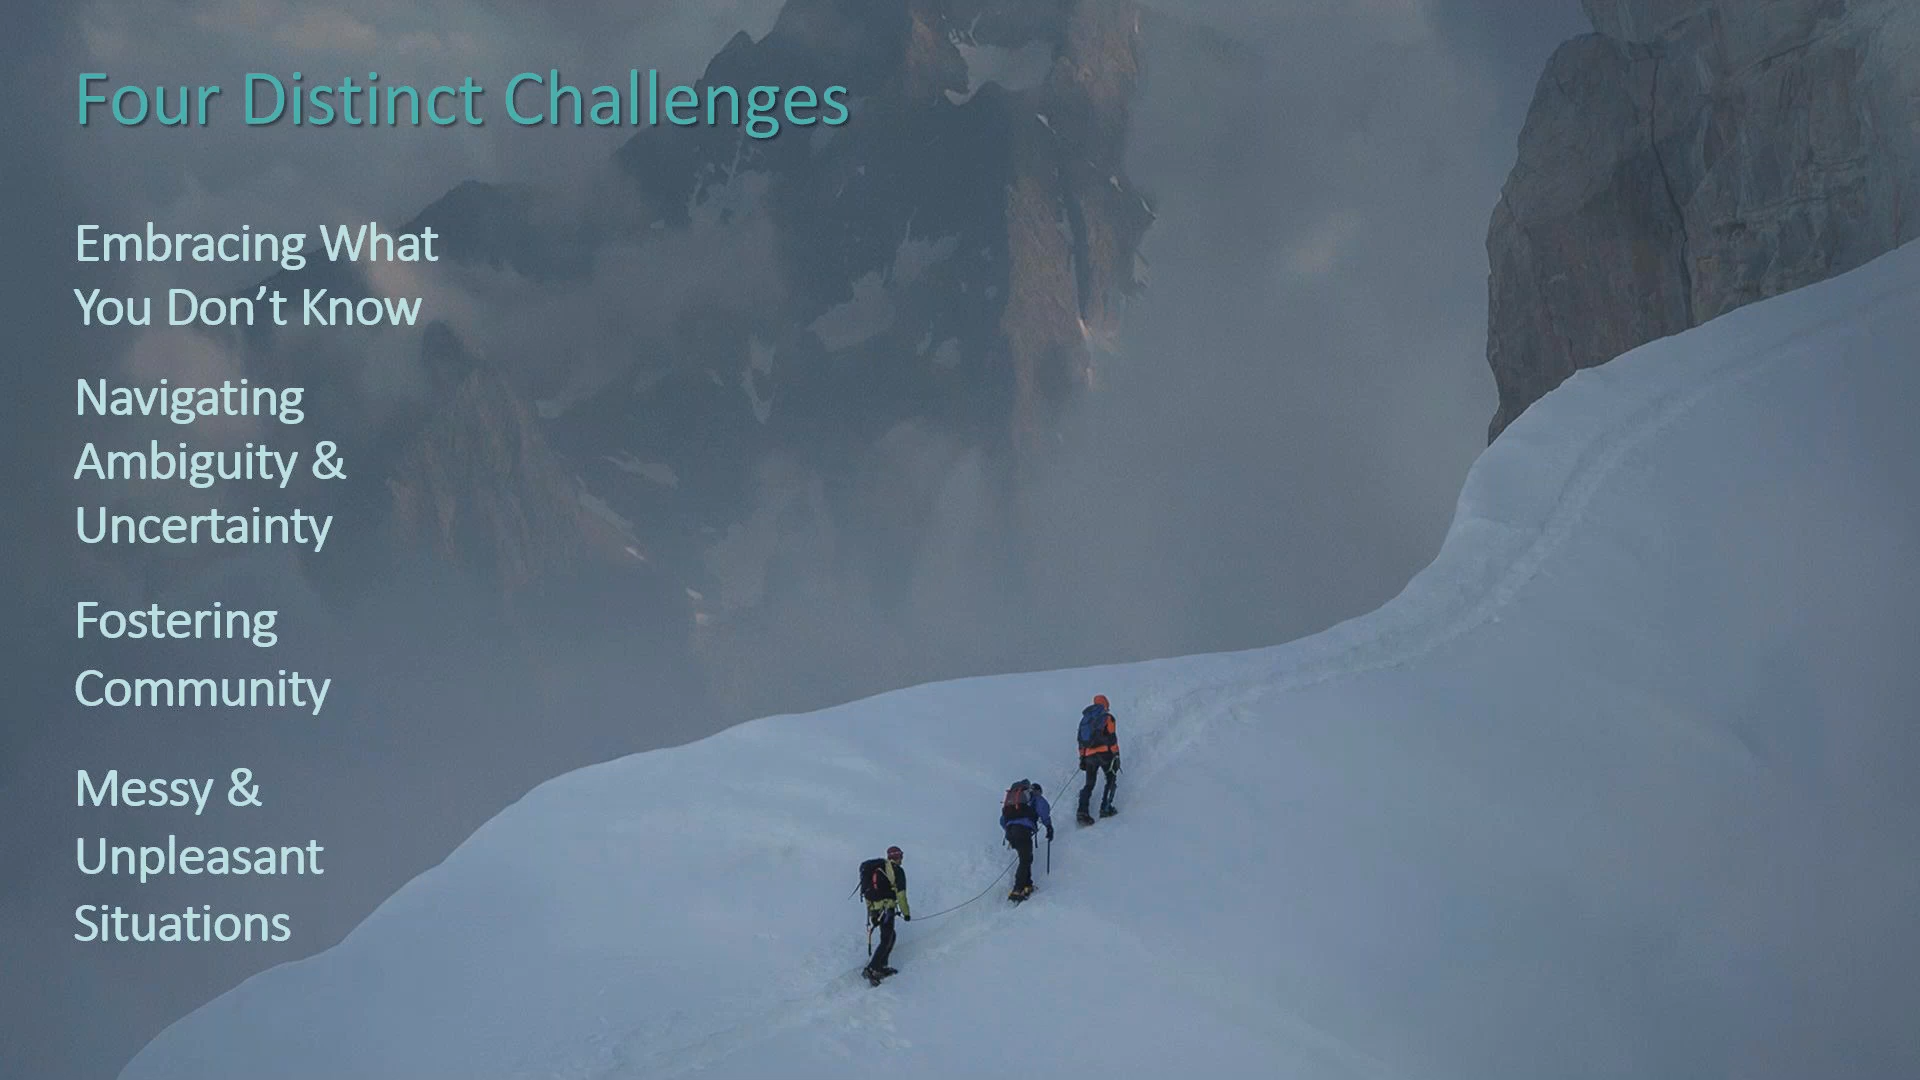 Four Distinct Challenges
Embracing What
You Don’t Know
Navigating
Ambiguity &
Uncertainty
Fostering
Community
Messy &
Unpleasant
Situations